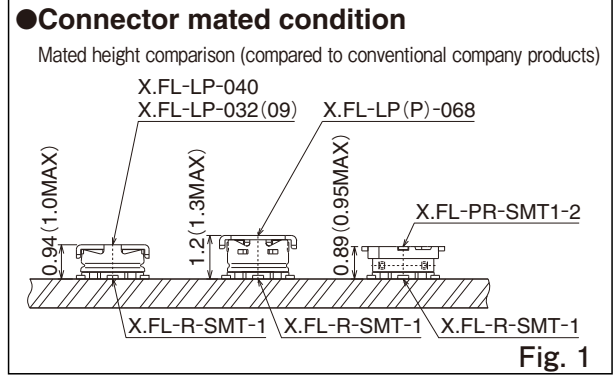 ●Connector mated condition
Mated height comparison (compared to conventional company products)
X.FL-LP-040
X.FL-LP-032(09)
X.FL-LP(P)-068
0.94(1.0MAX)
1.2(1.3MAX)
0.89(0.95MAX)
X.FL-PR-SMT1-2
X.FL-R-SMT-1
X.FL-R-SMT-1
X.FL-R-SMT-1
Fig. 1